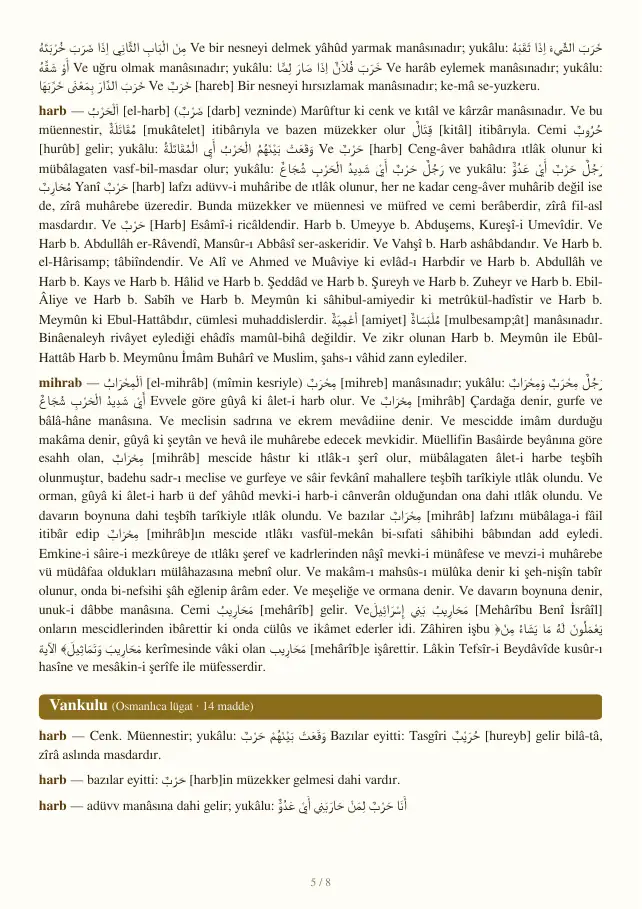 مِنَ الْبَابِ الثَّانِي إِذَا ضَرَبَ خُرْبَتَهُ Ve bir nesneyi delmek yâhûd yarmak manâsınadır; yukâlu: خَرَبَ الشَّيْءَ إِذَا ثَقَبَهُ
أَوْ شَقَّهُ Ve uğru olmak manâsınadır; yukâlu: خَرَبَ فُلاَنٌ إِذَا صَارَ لِصًّا Ve harâb eylemek manâsınadır; yukâlu:
خَرَبَ الدَّارَ بِمَعْنَى خَرَّبَهَا Ve خَرَبٌ [hareb] Bir nesneyi hırsızlamak manâsınadır; ke-mâ se-yuzkeru.
harb — اَلْحَرْبُ [el-harb] (ضَرْبٌ [darb] vezninde) Marûftur ki cenk ve kıtâl ve kârzâr manâsınadır. Ve bu
müennestir, مُقَاتَلَةٌ [mukâtelet] itibârıyla ve bazen müzekker olur قِتَالٌ [kitâl] itibârıyla. Cemi حُرُوبٌ
[hurûb] gelir; yukâlu: وَقَعَتْ بَيْنَهُمُ الْحَرْبُ أَيِ الْمُقَاتَلَةُ Ve حَرْبٌ [harb] Ceng-âver bahâdıra ıtlâk olunur ki
mübâlagaten vasf-bil-masdar olur; yukâlu: رَجُلٌ حَرْبٌ أَيْ شَدِيدُ الْحَرْبِ شُجَاعٌ ve yukâlu: رَجُلٌ حَرْبٌ أَيْ عَدُوٌّ
مُحَارِبٌ Yanî حَرْبٌ [harb] lafzı adüvv-i muhâribe de ıtlâk olunur, her ne kadar ceng-âver muhârib değil ise
de, zîrâ muhârebe üzeredir. Bunda müzekker ve müennesi ve müfred ve cemi berâberdir, zîrâ fil-asl
masdardır. Ve حَرْبٌ [Harb] Esâmî-i ricâldendir. Harb b. Umeyye b. Abduşems, Kureşî-i Umevîdir. Ve
Harb b. Abdullâh er-Râvendî, Mansûr-ı Abbâsî ser-askeridir. Ve Vahşî b. Harb ashâbdandır. Ve Harb b.
el-Hârisamp; tâbiîndendir. Ve Alî ve Ahmed ve Muâviye ki evlâd-ı Harbdir ve Harb b. Abdullâh ve
Harb b. Kays ve Harb b. Hâlid ve Harb b. Şeddâd ve Harb b. Şureyh ve Harb b. Zuheyr ve Harb b. Ebil-
Âliye ve Harb b. Sabîh ve Harb b. Meymûn ki sâhibul-amiyedir ki metrûkül-hadîstir ve Harb b.
Meymûn ki Ebul-Hattâbdır, cümlesi muhaddislerdir. أَعْمِيَةٌ [amiyet] مُلْبَسَاةٌ [mulbesamp;ât] manâsınadır.
Binâenaleyh rivâyet eylediği ehâdîs mamûl-bihâ değildir. Ve zikr olunan Harb b. Meymûn ile Ebûl-
Hattâb Harb b. Meymûnu İmâm Buhârî ve Muslim, şahs-ı vâhid zann eylediler.
mihrab — اَلْمِحْرَابُ [el-mihrâb] (mîmin kesriyle) مِحْرَبٌ [mihreb] manâsınadır; yukâlu: رَجُلٌ مِحْرَبٌ وَمِحْرَابٌ
أَيْ شَدِيدُ الْحَرْبِ شُجَاعٌ Evvele göre gûyâ ki âlet-i harb olur. Ve مِحْرَابٌ [mihrâb] Çardağa denir, gurfe ve
bâlâ-hâne manâsına. Ve meclisin sadrına ve ekrem mevâdiine denir. Ve mescidde imâm durduğu
makâma denir, gûyâ ki şeytân ve hevâ ile muhârebe edecek mevkidir. Müellifin Basâirde beyânına göre
esahh olan, مِحْرَابٌ [mihrâb] mescide hâstır ki ıtlâk-ı şerî olur, mübâlagaten âlet-i harbe teşbîh
olunmuştur, badehu sadr-ı meclise ve gurfeye ve sâir fevkânî mahallere teşbîh tarîkiyle ıtlâk olundu. Ve
orman, gûyâ ki âlet-i harb ü def yâhûd mevki-i harb-i cânverân olduğundan ona dahi ıtlâk olundu. Ve
davarın boynuna dahi teşbîh tarîkiyle ıtlâk olundu. Ve bazılar مِحْرَابٌ [mihrâb] lafzını mübâlaga-i fâil
itibâr edip مِحْرَابٌ [mihrâb]ın mescide ıtlâkı vasfül-mekân bi-sıfati sâhibihi bâbından add eyledi.
Emkine-i sâire-i mezkûreye de ıtlâkı şeref ve kadrlerinden nâşî mevki-i münâfese ve mevzi-i muhârebe
vü müdâfaa oldukları mülâhazasına mebnî olur. Ve makâm-ı mahsûs-ı mülûka denir ki şeh-nişîn tabîr
olunur, onda bi-nefsihi şâh eğlenip ârâm eder. Ve meşeliğe ve ormana denir. Ve davarın boynuna denir,
unuk-i dâbbe manâsına. Cemi مَحَارِيبُ [mehârîb] gelir. Ve مَحَارِيبُ بَنِي إِسْرَائِيلَ [Mehârîbu Benî İsrâîl]
onların mescidlerinden ibârettir ki onda cülûs ve ikâmet ederler idi. Zâhiren işbu ﴿يَعْمَلُونَ لَهُ مَا يَشَاءُ مِنْ
مَحَارِيبَ وَتَمَاثِيلَ﴾ الآية kerîmesinde vâki olan مَحَارِيب [mehârîb]e işârettir. Lâkin Tefsîr-i Beydâvîde kusûr-ı
hasîne ve mesâkin-i şerîfe ile müfesserdir.
Vankulu (Osmanlıca lügat · 14 madde)
harb — Cenk. Müennestir; yukâlu: وَقَعَتْ بَيْنَهُمْ حَرْبٌ Bazılar eyitti: Tasgîri حُرَيْبٌ [hureyb] gelir bilâ-tâ,
zîrâ aslında masdardır.
harb — bazılar eyitti: حَرْبٌ [harb]in müzekker gelmesi dahi vardır.
harb — adüvv manâsına dahi gelir; yukâlu: أَنَا حَرْبٌ لِمَنْ حَارَبَنِي أَيْ عَدُوٌّ
5 / 8